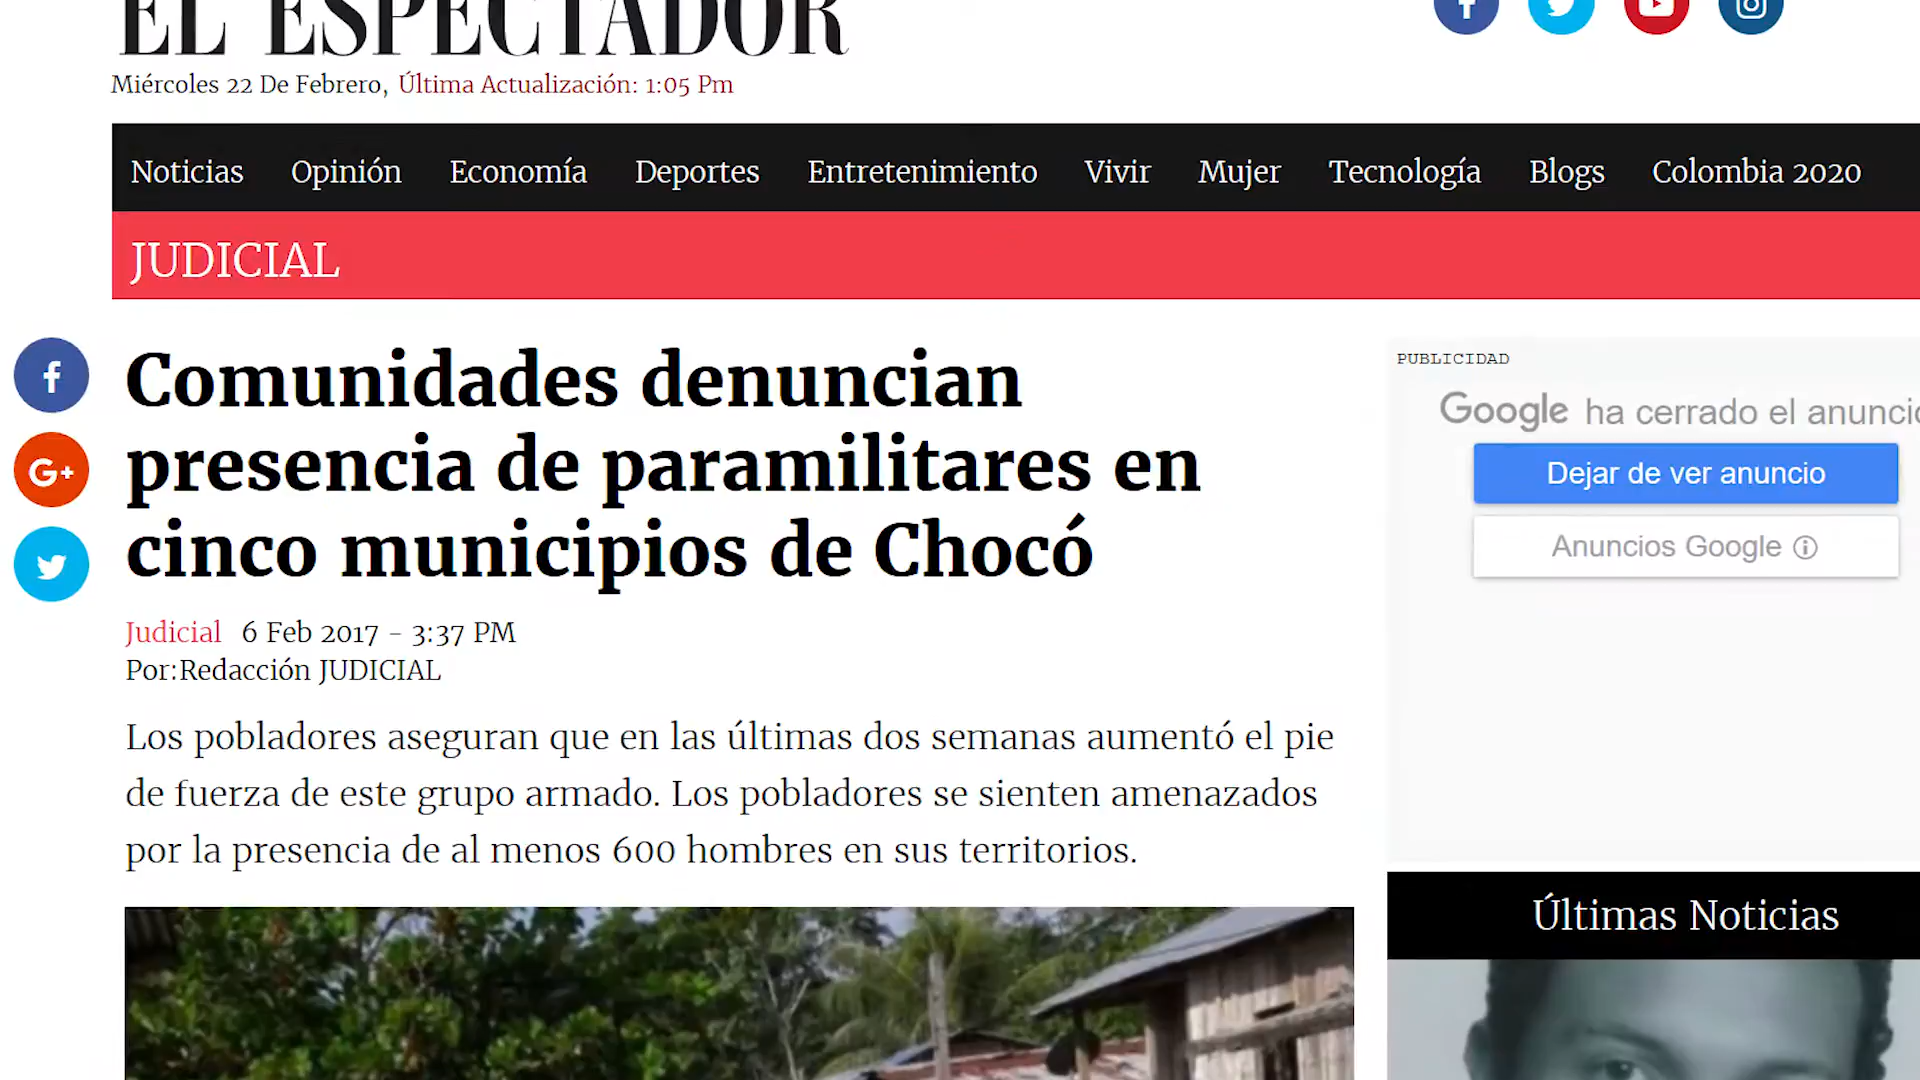 EL ESPECTADOR
Miércoles 22 De Febrero, Última Actualización: 1:05 Pm
Noticias Opinión Economía Deportes Entretenimiento Vivir Mujer Tecnología Blogs Colombia 2020
JUDICIAL
Comunidades denuncian
presencia de paramilitares en
cinco municipios de Chocó
Judicial 6 Feb 2017 - 3:37 PM
Por:Redacción JUDICIAL
Los pobladores aseguran que en las últimas dos semanas aumentó el pie
de fuerza de este grupo armado. Los pobladores se sienten amenazados
por la presencia de al menos 600 hombres en sus territorios.
G+
PUBLICIDAD
Google ha cerrado el anuncio
Dejar de ver anuncio
Anuncios Google
Últimas Noticias